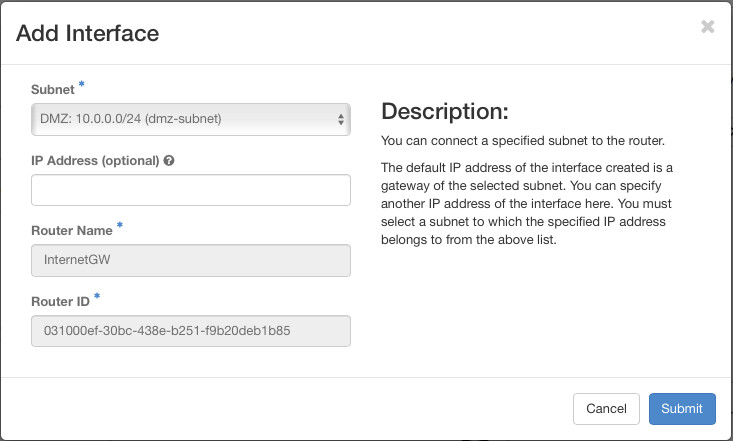 Add Interface
×
Subnet *
DMZ: 10.0.0.0/24 (dmz-subnet)
IP Address (optional) ?
Router Name *
InternetGW
Router ID *
031000ef-30bc-438e-b251-f9b20deb1b85
Description:
You can connect a specified subnet to the router.
The default IP address of the interface created is a
gateway of the selected subnet. You can specify
another IP address of the interface here. You must
select a subnet to which the specified IP address
belongs to from the above list.
Cancel
Submit